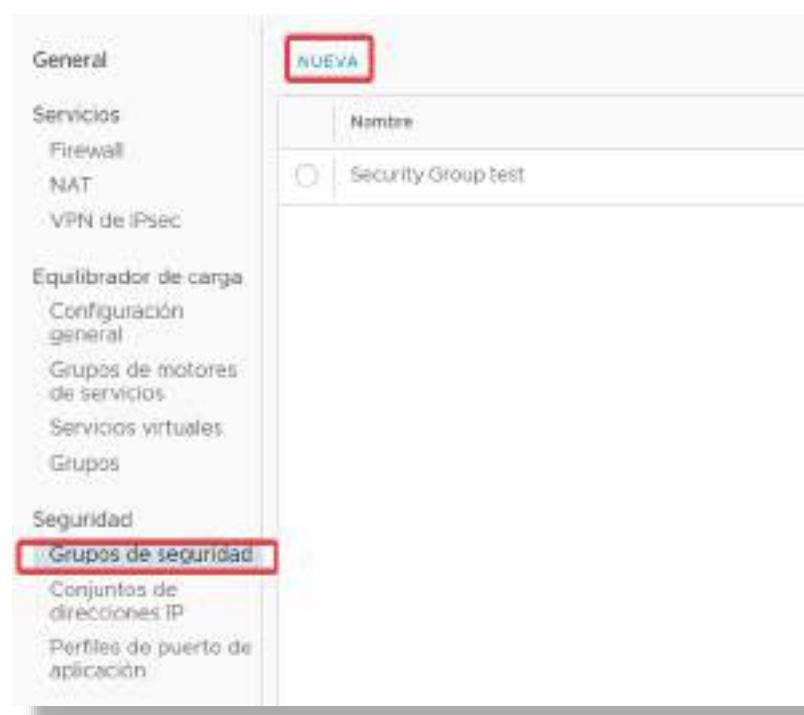 General
Servicios
Firewall
NAT
VPN de IPsec
Equilibrador de carga
Configuración
general
Grupos de motores
de servicios
Servicios virtuales
Grupos
Seguridad
Grupos de seguridad
Conjuntos de
direcciones IP
Perfiles de puerto de
aplicación
NUEVA
Nombre
Security Group test